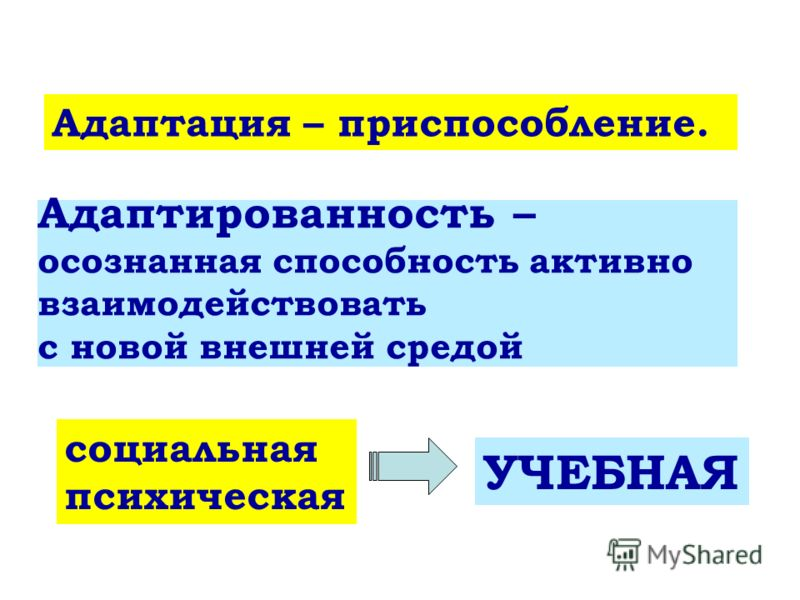 Адаптация – приспособление.
Адаптированность –
осознанная способность активно
взаимодействовать
с новой внешней средой
социальная
психическая
УЧЕБНАЯ
MyShared